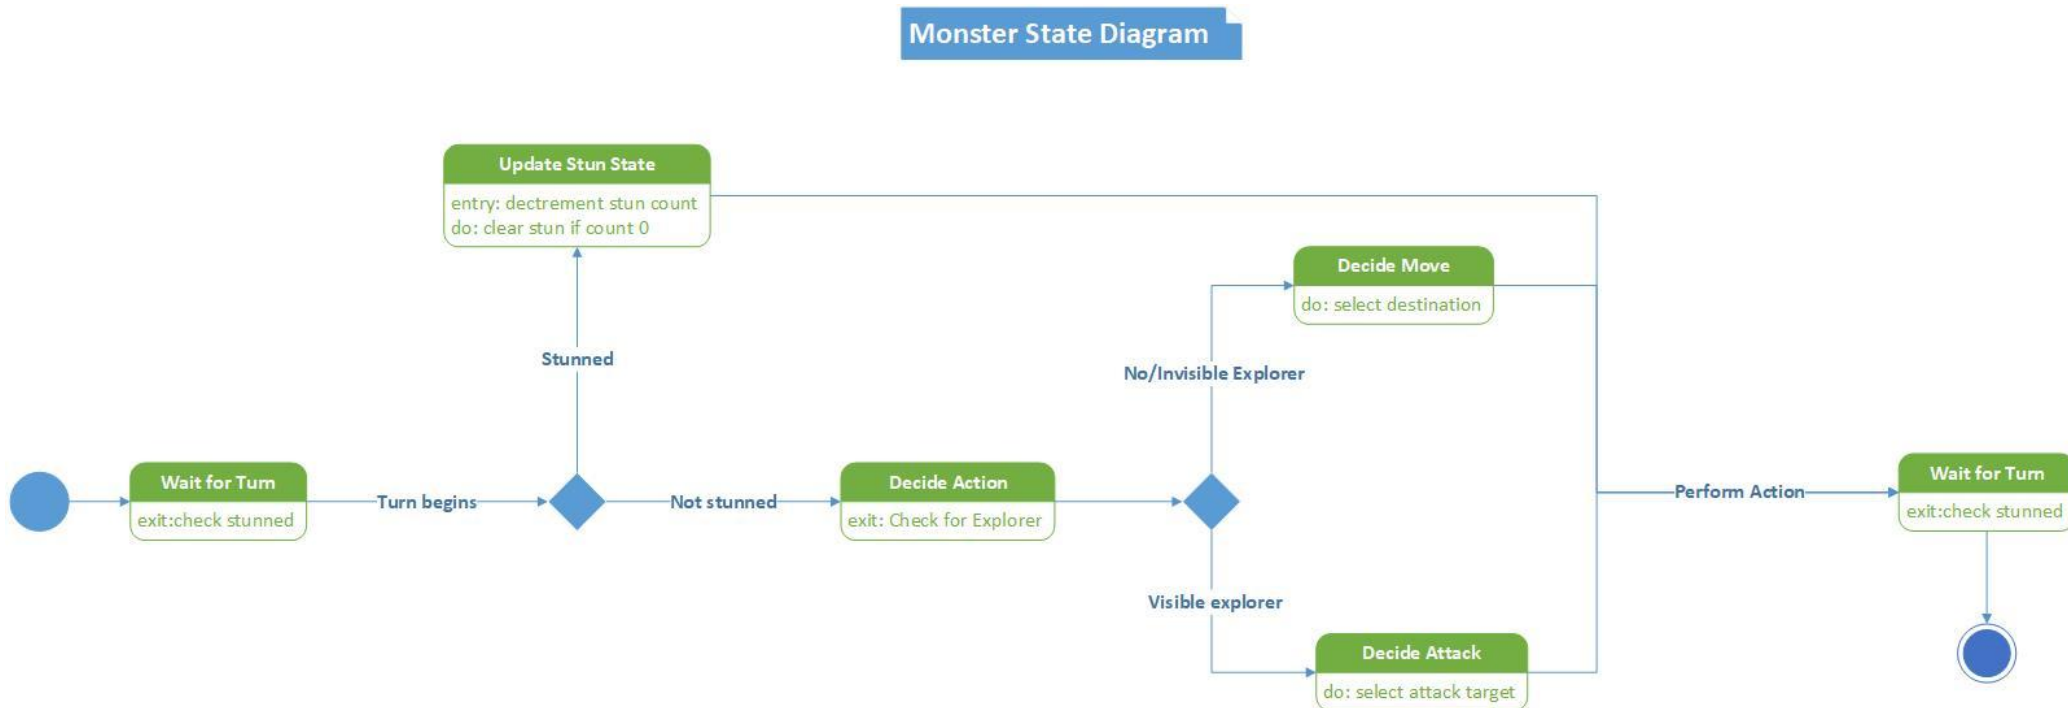 Monster State Diagram
Update Stun State
entry: dectrement stun count
do: clear stun if count 0
Decide Move
do: select destination
Stunned
No/Invisible Explorer
Wait for Turn
exit:check stunned
Turn begins
Not stunned
Decide Action
exit: Check for Explorer
Perform Action
Wait for Turn
exit:check stunned
Visible explorer
Decide Attack
do: select attack target